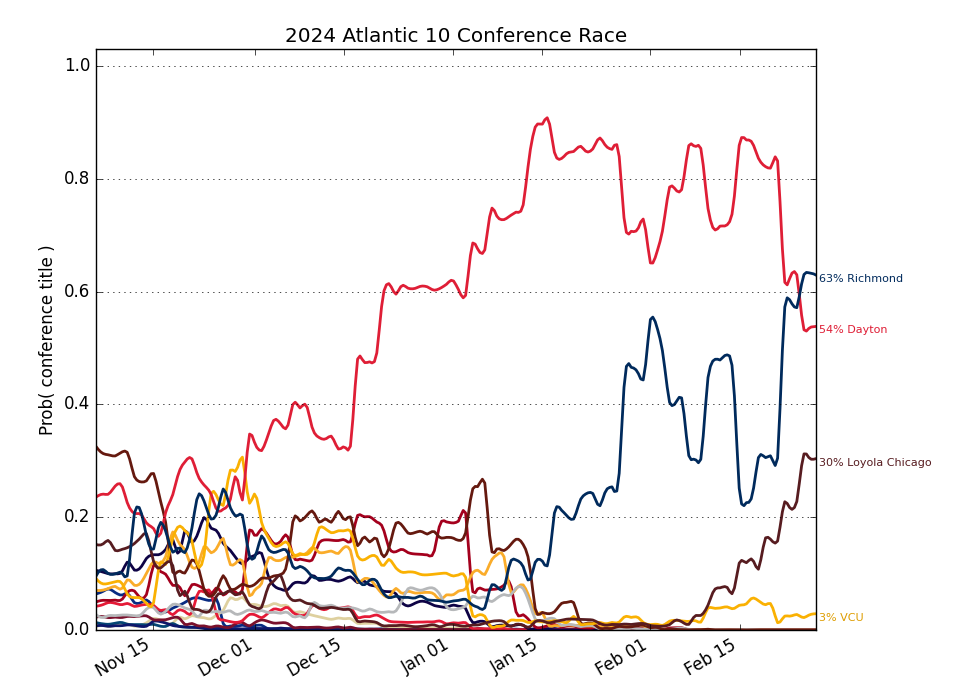 2024 Atlantic 10 Conference Race
Prob( conference title )
1.0
0.8
0.6
0.4
0.2
0.0
63% Richmond
54% Dayton
30% Loyola Chicago
3% VCU
Nov 15
Dec 01
Dec 15
Jan 01
Jan 15
Feb 01
Feb 15